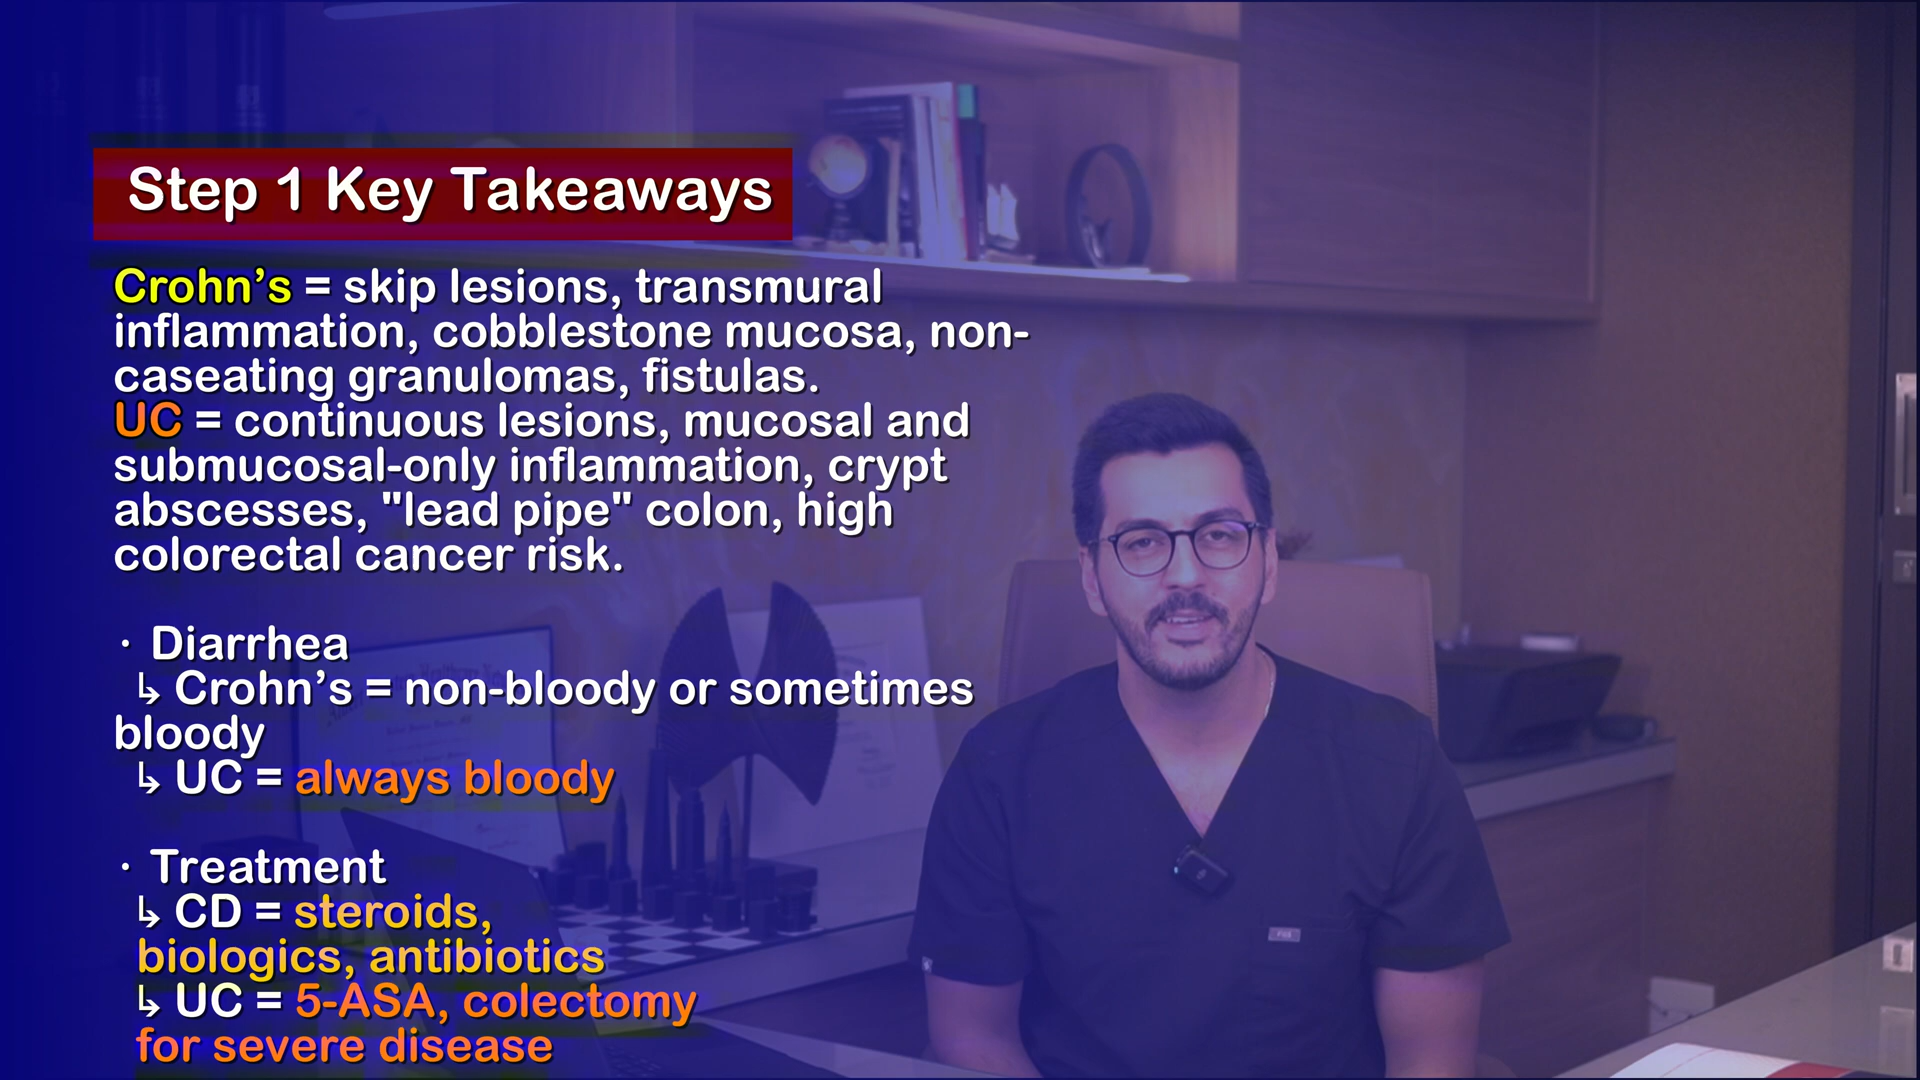 Step 1 Key Takeaways
Crohn’s = skip lesions, transmural
inflammation, cobblestone mucosa, non-
caseating granulomas, fistulas.
UC = continuous lesions, mucosal and
submucosal-only inflammation, crypt
abscesses, "lead pipe" colon, high
colorectal cancer risk.
· Diarrhea
↳ Crohn’s = non-bloody or sometimes
bloody
↳ UC = always bloody
· Treatment
↳ CD = steroids,
biologics, antibiotics
↳ UC = 5-ASA, colectomy
for severe disease